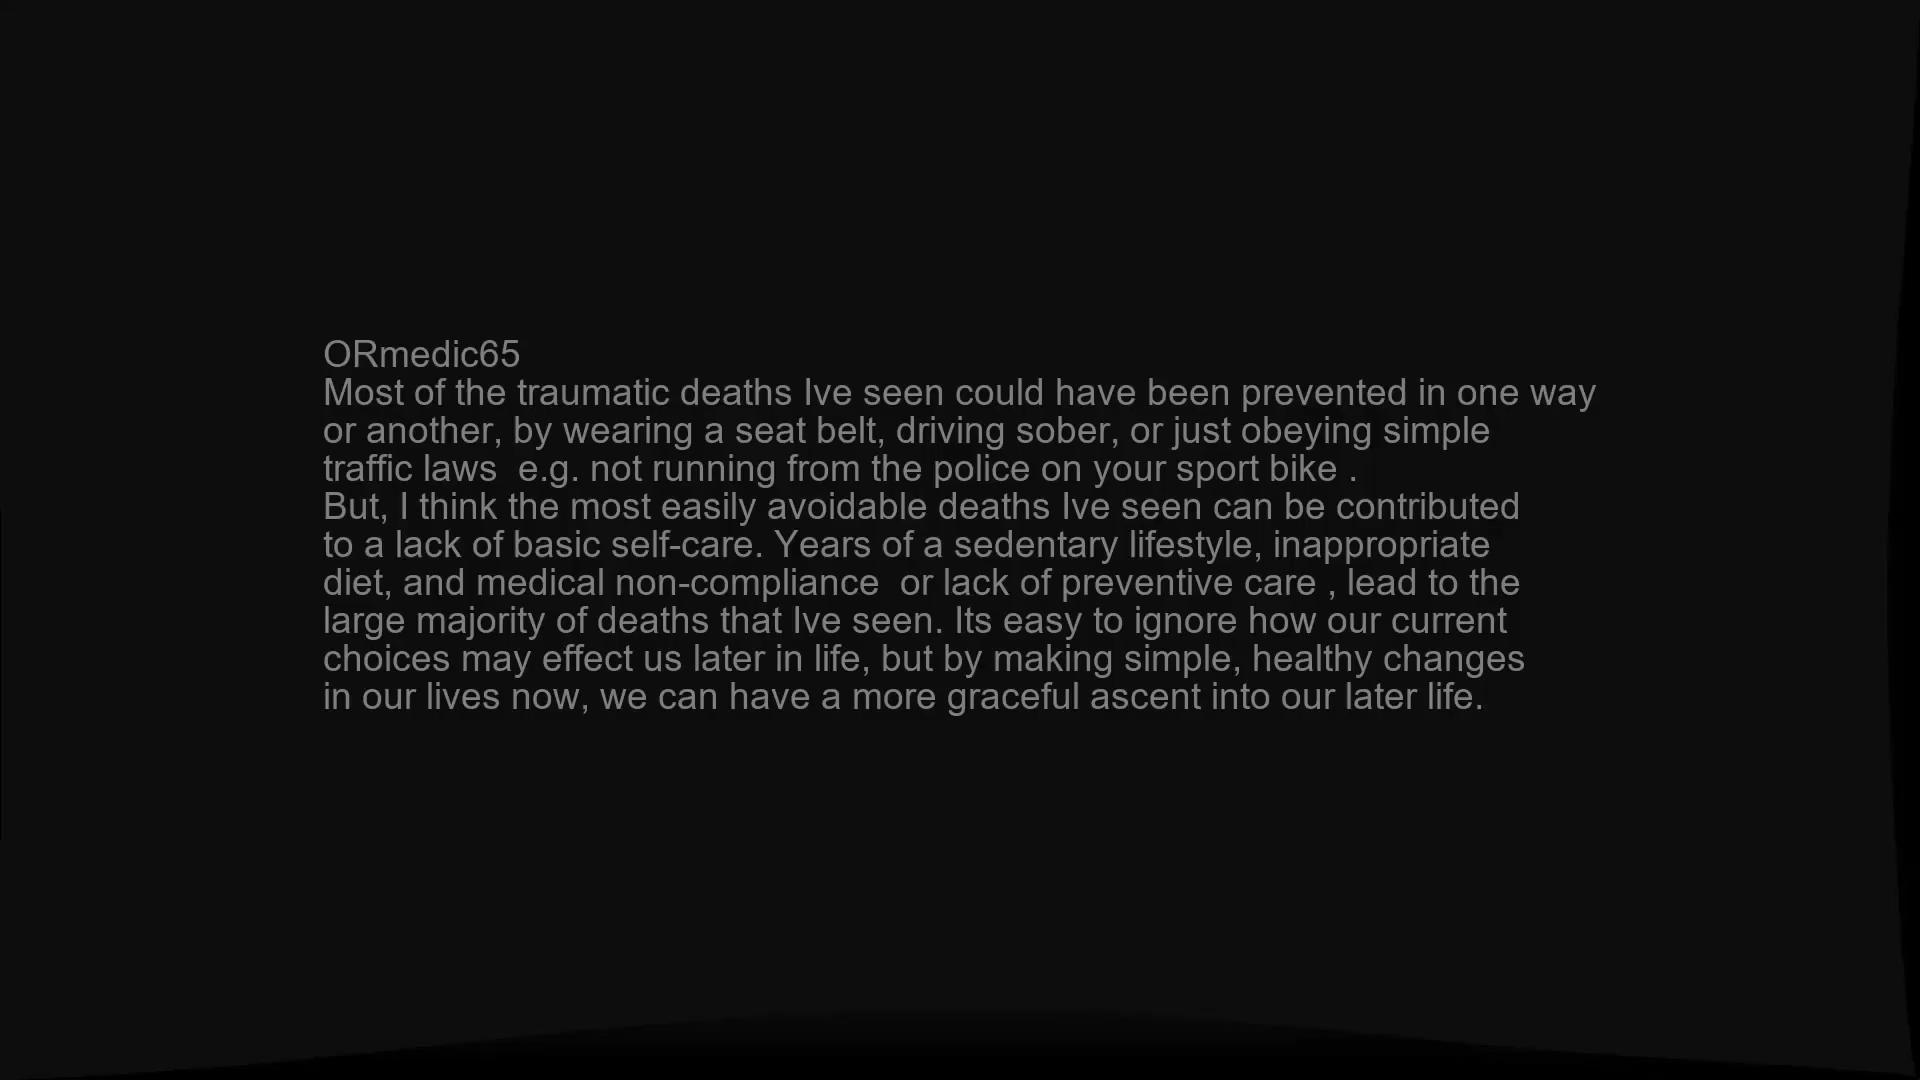 ORmedic65
Most of the traumatic deaths Ive seen could have been prevented in one way
or another, by wearing a seat belt, driving sober, or just obeying simple
traffic laws  e.g. not running from the police on your sport bike .
But, I think the most easily avoidable deaths Ive seen can be contributed
to a lack of basic self-care. Years of a sedentary lifestyle, inappropriate
diet, and medical non-compliance  or lack of preventive care , lead to the
large majority of deaths that Ive seen. Its easy to ignore how our current
choices may effect us later in life, but by making simple, healthy changes
in our lives now, we can have a more graceful ascent into our later life.